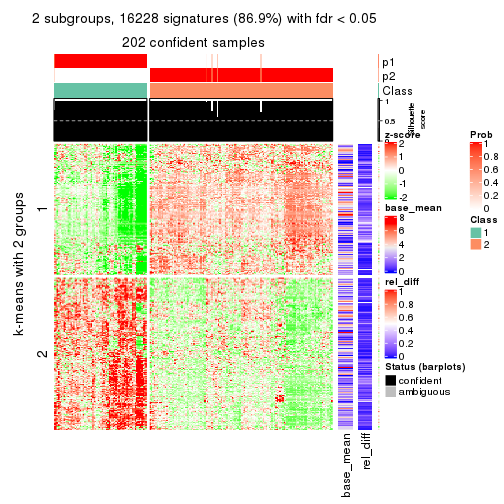 2 subgroups, 16228 signatures (86.9%) with fdr < 0.05
202 confident samples
p1
p2
Class
1
0.5
0
Silhouette
score
k-means with 2 groups
1
2
base_mean
rel_diff
z-score
2
1
0
-1
-2
base_mean
8
6
4
2
0
rel_diff
1
0.8
0.6
0.4
0.2
0
Status (barplots)
confident
ambiguous
Prob
1
0.8
0.6
0.4
0.2
0
Class
1
2